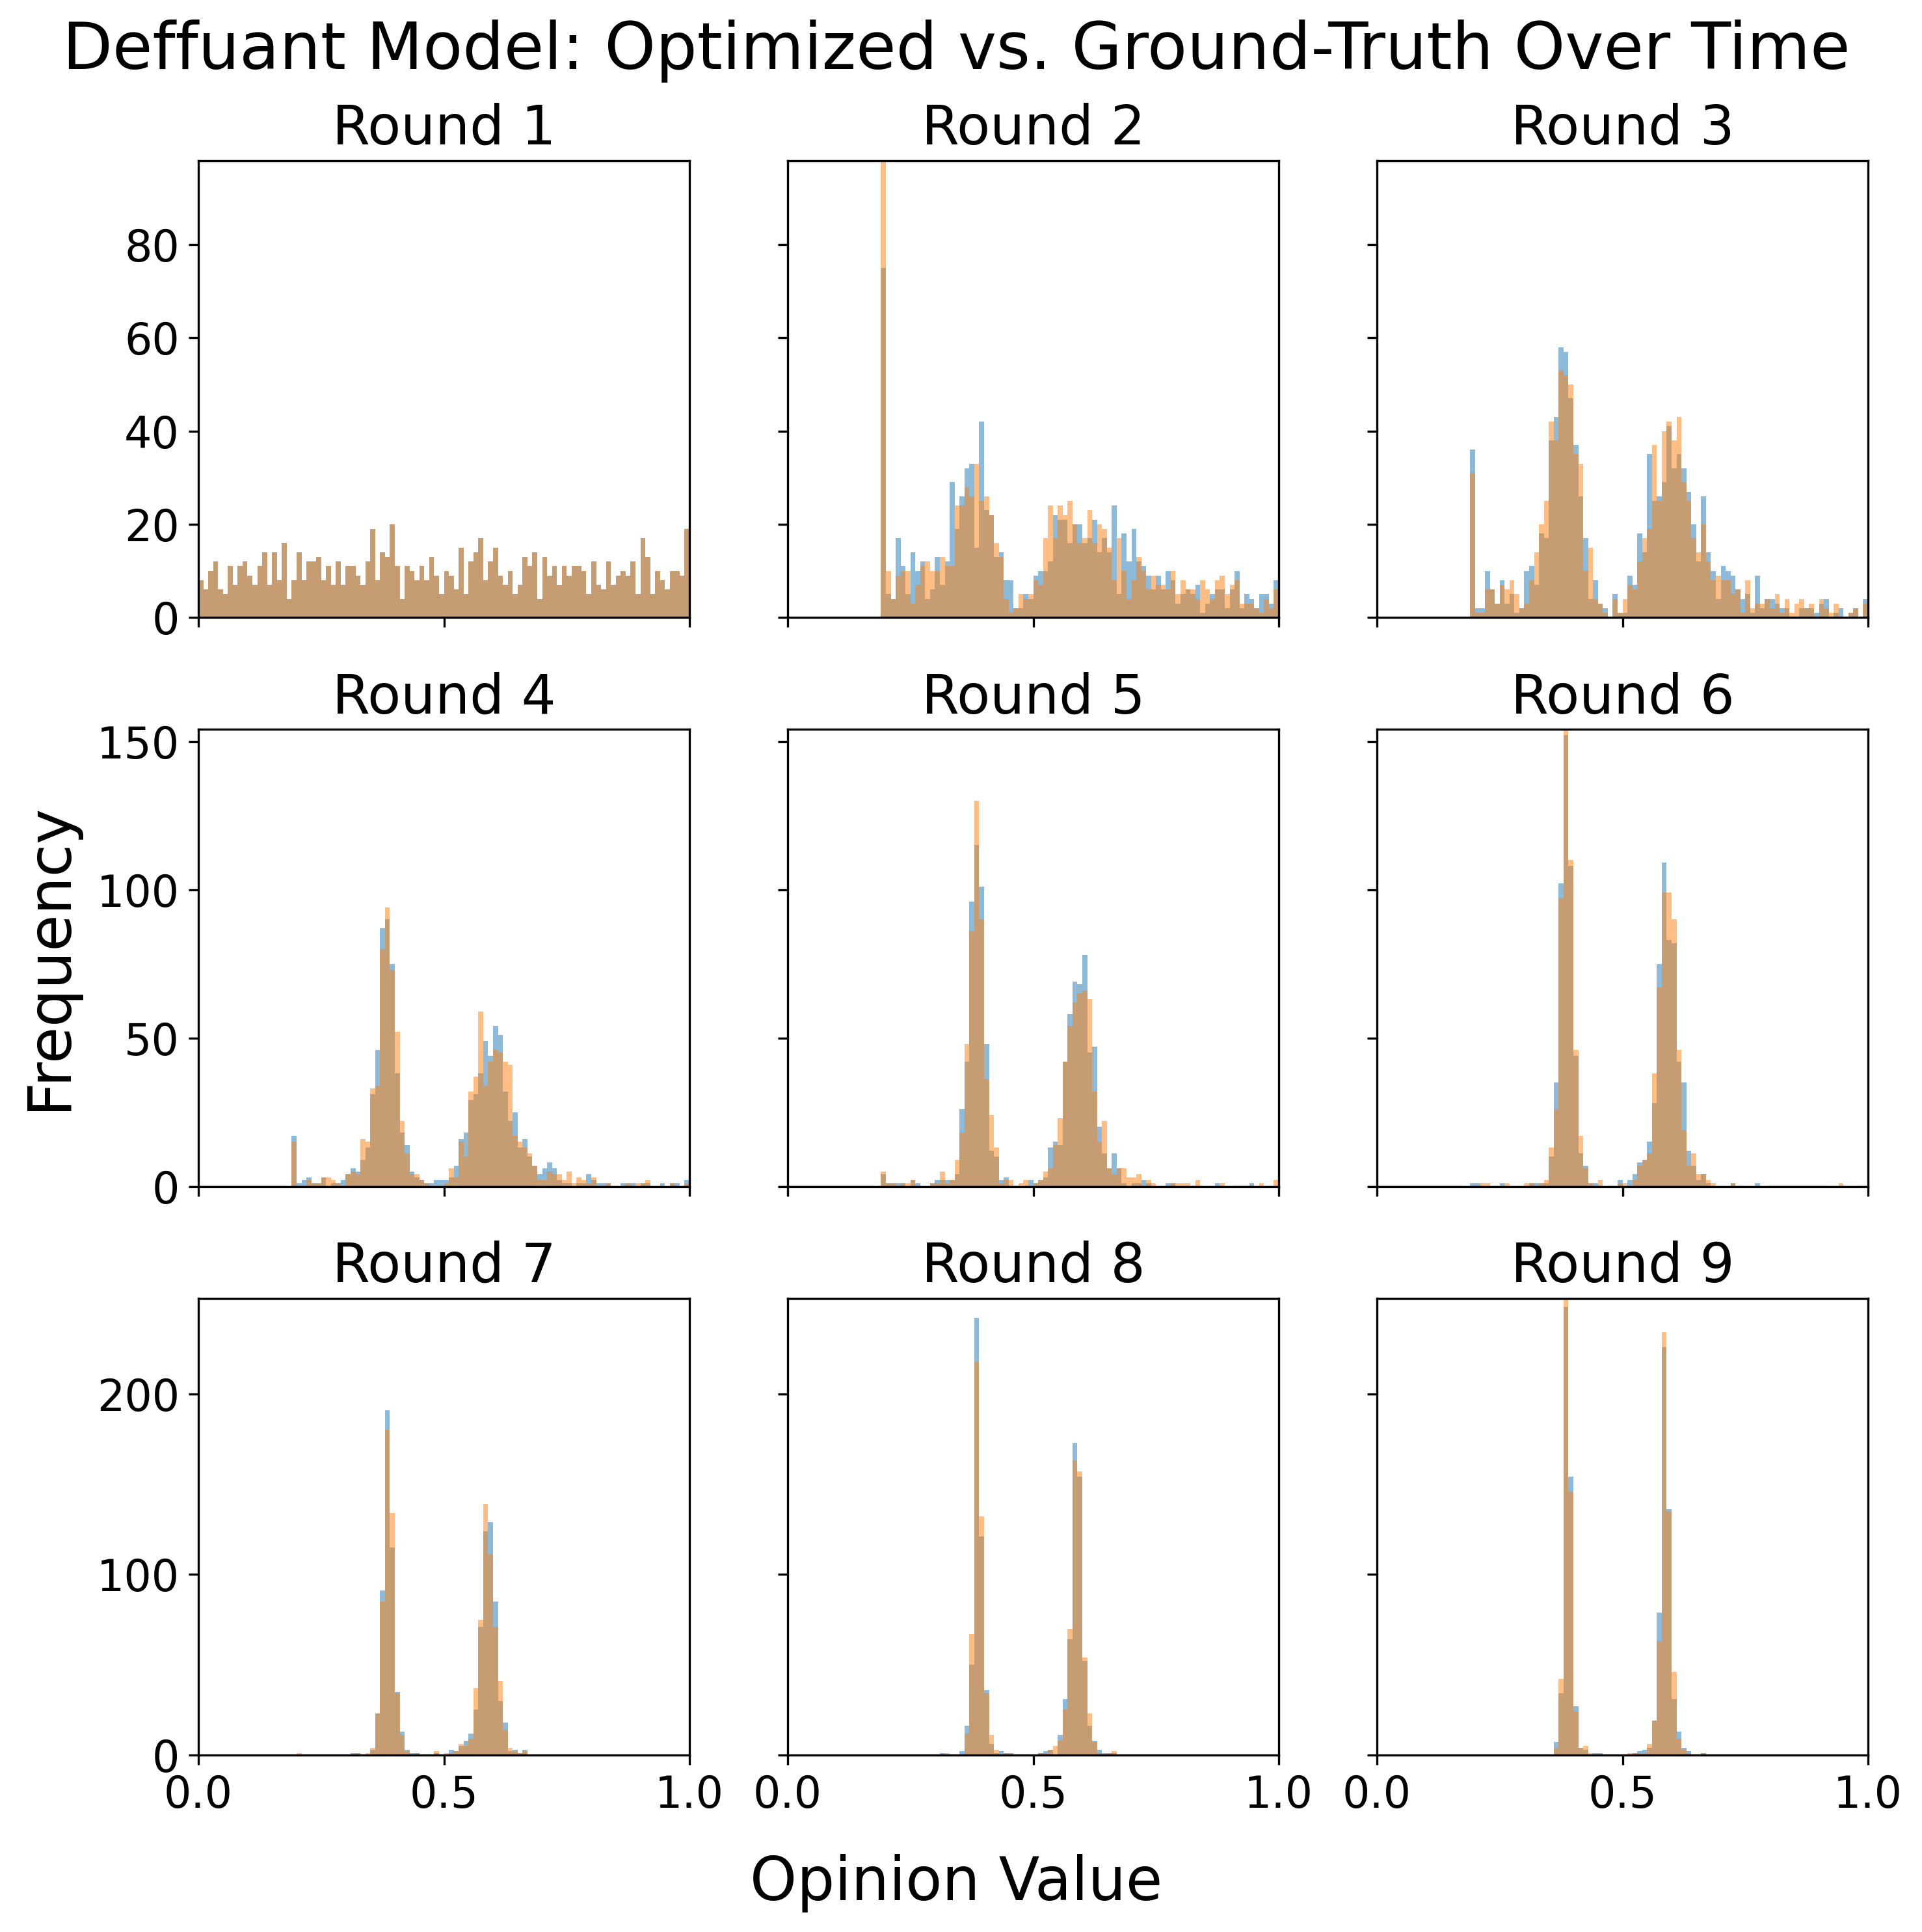 Deffuant Model: Optimized vs. Ground-Truth Over Time
Round 1
Round 2
Round 3
80
60
40
20
0
Round 4
Round 5
Round 6
150
100
50
0
Frequency
Round 7
Round 8
Round 9
200
100
0
0.0 0.5 1.0 0.0 0.5 1.0 0.0 0.5 1.0
Opinion Value